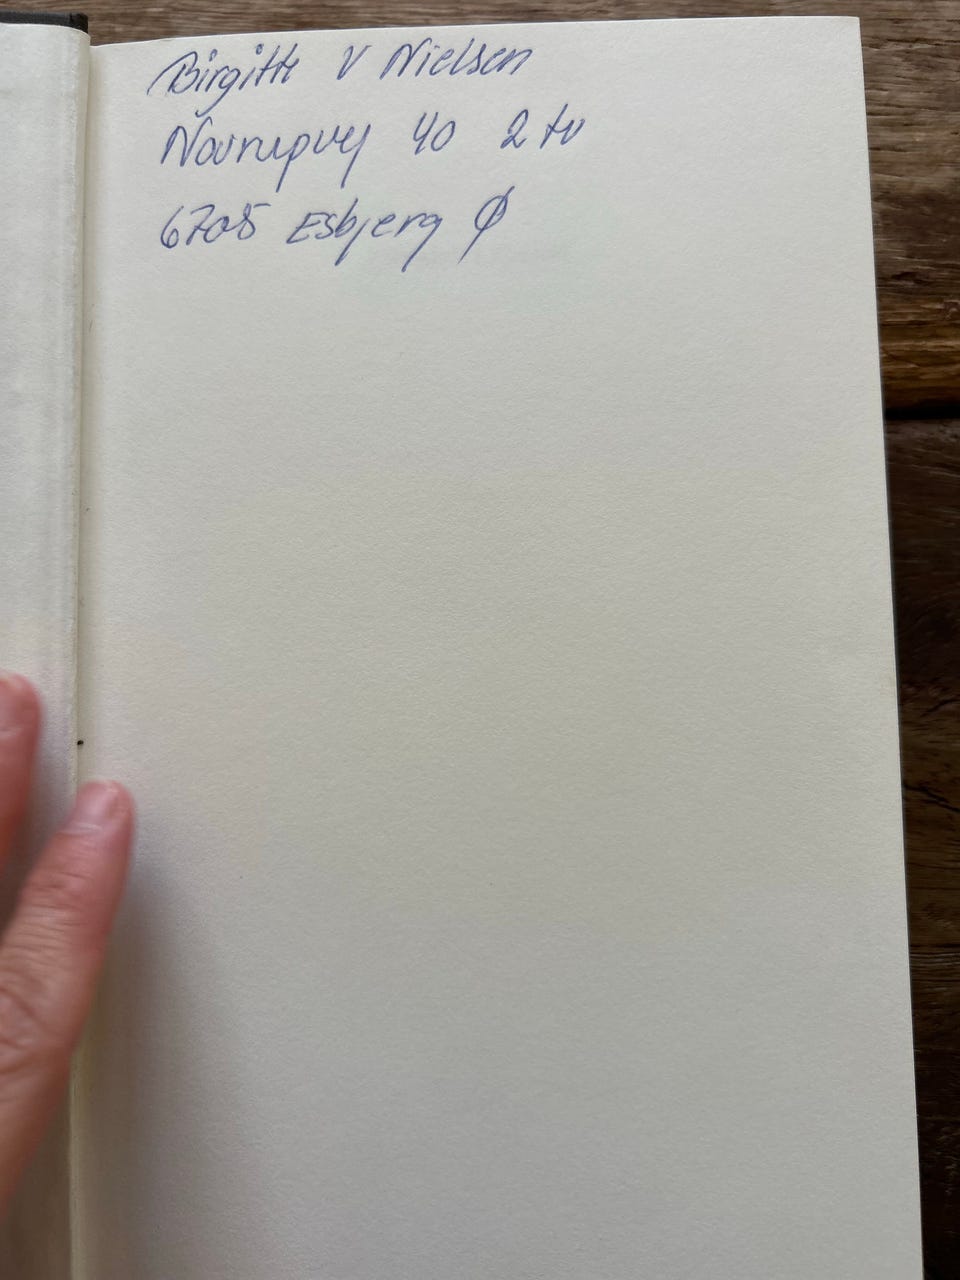 Birgitte V Nielsen
Novrupvej 40 2 tv
6705 Esbjerg Ø